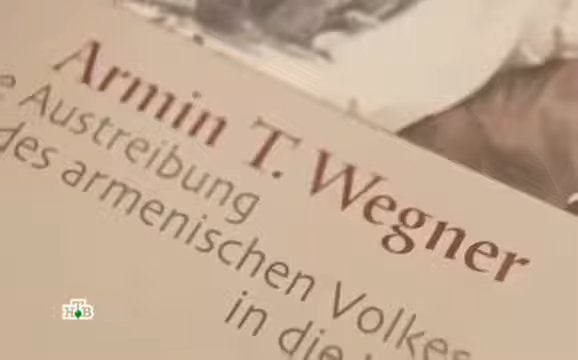 Armin T. Wegner
e Austreibung
des armenischen Volkes
in die
НТВ